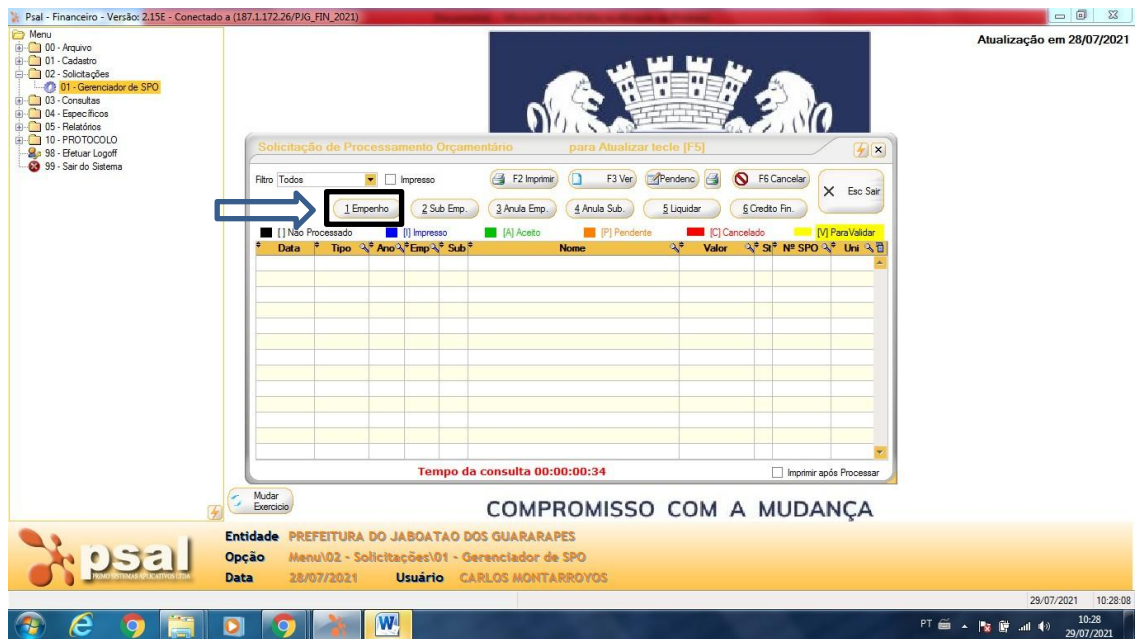 Psal - Financeiro - Versão: 2.15E - Conectado a (187.1.172.26/PJG_FIN_2021)
Menu
00 - Arquivo
01 - Cadastro
02 - Solicitações
01 - Gerenciador de SPO
03 - Consultas
04 - Específicos
05 - Relatórios
10 - PROTOCOLO
98 - Efetuar Logoff
99 - Sair do Sistema
Atualização em 28/07/2021
Solicitação de Processamento Orçamentário para Atualizar tecle [F5]
Filtro Todos Impresso F2 Imprimir F3 Ver Pendenc F6 Cancelar Esc Sair
1 Empenho 2 Sub Emp. 3 Anula Emp. 4 Anula Sub. 5 Liquidar 6 Credito Fin.
[ ] Não Processado [I] Impresso [A] Aceito [P] Pendente [C] Cancelado [V] Para Validar
Data Tipo Ano Emp Sub Nome Valor St Nº SPO Uni
Tempo da consulta 00:00:00:34
Imprimir após Processar
Mudar
Exercicio
COMPROMISSO COM A MUDANÇA
psal
PRIMO SISTEMAS APLICATIVOS LTDA
Entidade PREFEITURA DO JABOATAO DOS GUARARAPES
Opção Menu\02 - Solicitações\01 - Gerenciador de SPO
Data 28/07/2021 Usuário CARLOS MONTARROYOS
29/07/2021 10:28:08
PT 10:28
29/07/2021